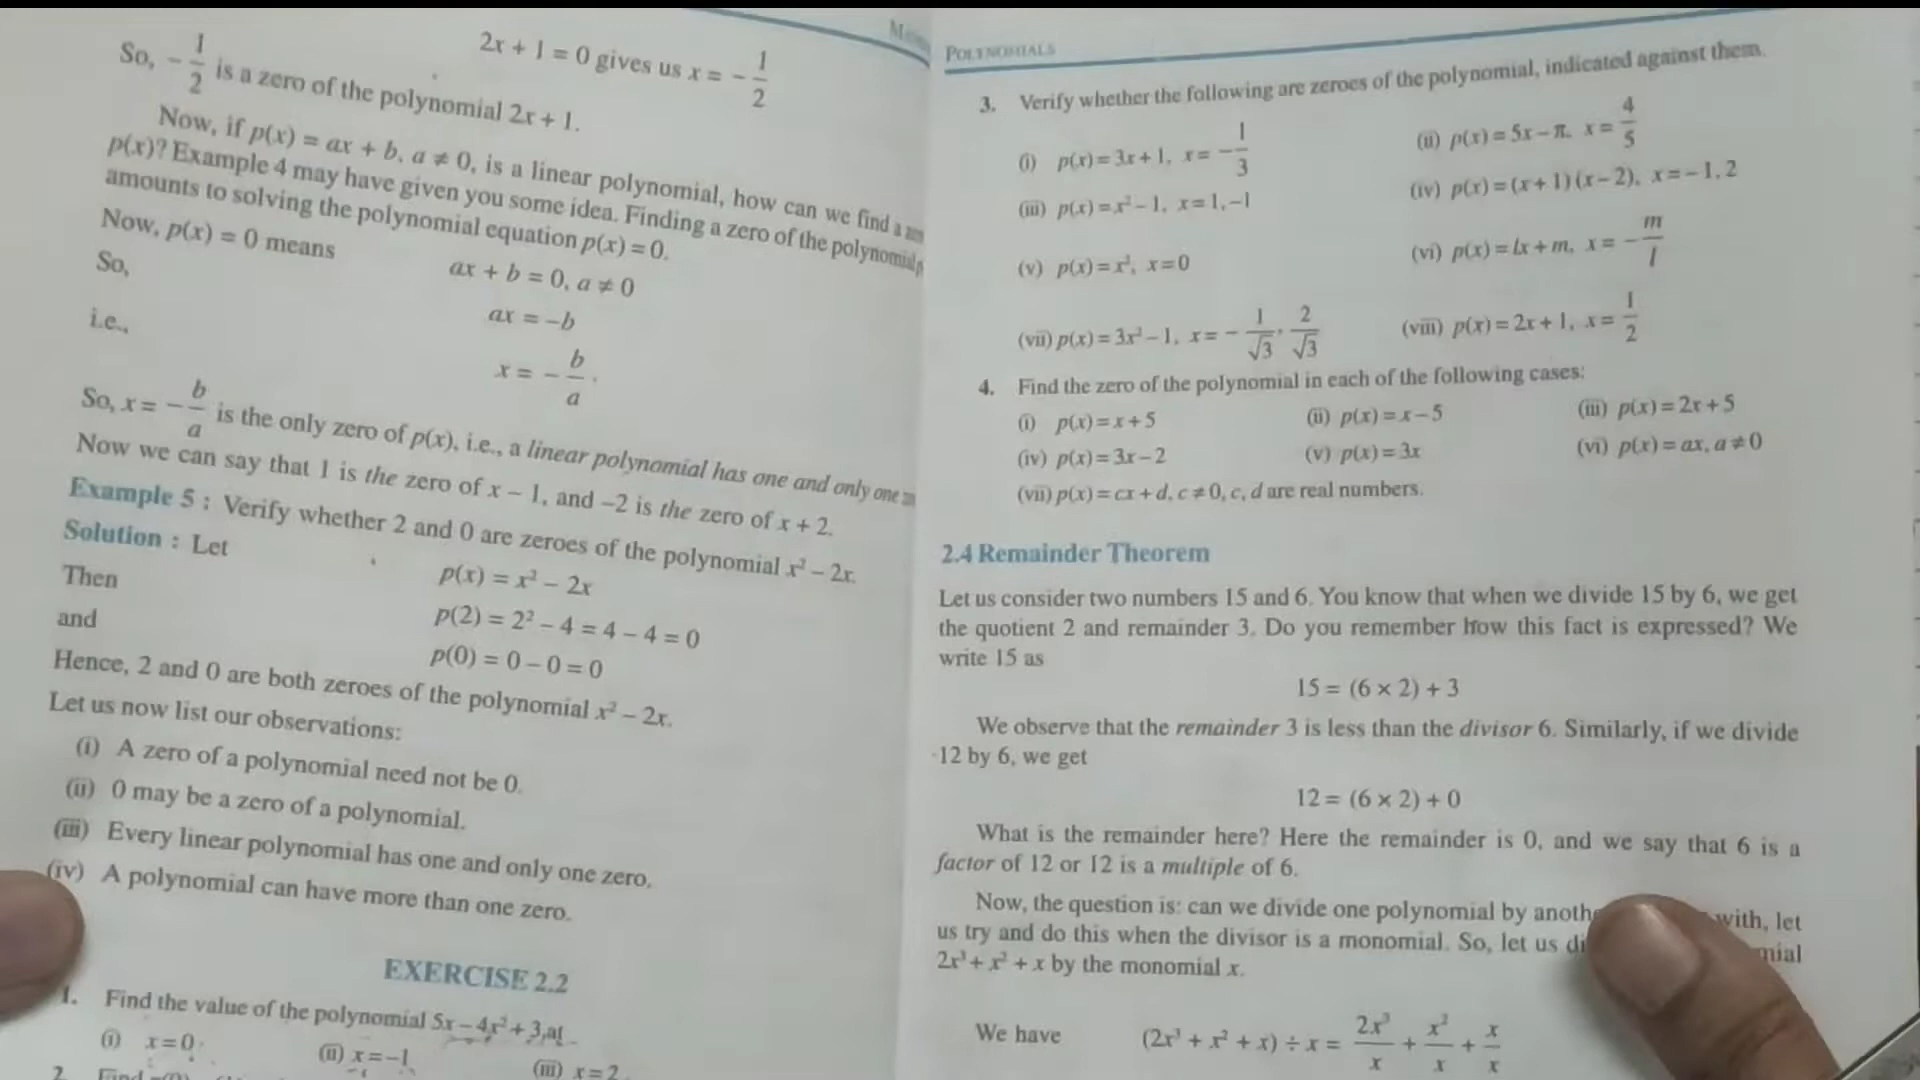 2x + 1 = 0 gives us x = -1/2
So, -1/2 is a zero of the polynomial 2x + 1.
Now, if p(x) = ax + b, a ≠ 0, is a linear polynomial, how can we find a
p(x)? Example 4 may have given you some idea. Finding a zero of the polynomial
amounts to solving the polynomial equation p(x) = 0.
Now, p(x) = 0 means
ax + b = 0, a ≠ 0
So,
ax = -b
i.e.,
x = -b/a.
So, x = -b/a is the only zero of p(x), i.e., a linear polynomial has one and only one
Now we can say that 1 is the zero of x – 1, and –2 is the zero of x + 2.
Example 5 : Verify whether 2 and 0 are zeroes of the polynomial x² – 2x.
Solution : Let
p(x) = x² – 2x
Then
p(2) = 2² – 4 = 4 – 4 = 0
and
p(0) = 0 – 0 = 0
Hence, 2 and 0 are both zeroes of the polynomial x² – 2x.
Let us now list our observations:
(i) A zero of a polynomial need not be 0.
(ii) 0 may be a zero of a polynomial.
(iii) Every linear polynomial has one and only one zero.
(iv) A polynomial can have more than one zero.
EXERCISE 2.2
1. Find the value of the polynomial 5x – 4x² + 3 at
(i) x = 0 (ii) x = –1 (iii) x = 2
2. Find
POLYNOMIALS
3. Verify whether the following are zeroes of the polynomial, indicated against them.
(i) p(x) = 3x + 1, x = -1/3 (ii) p(x) = 5x – π, x = 4/5
(iii) p(x) = x² – 1, x = 1, –1 (iv) p(x) = (x + 1) (x – 2), x = – 1, 2
(v) p(x) = x², x = 0 (vi) p(x) = lx + m, x = -m/l
(vii) p(x) = 3x² – 1, x = -1/√3, 2/√3 (viii) p(x) = 2x + 1, x = 1/2
4. Find the zero of the polynomial in each of the following cases:
(i) p(x) = x + 5 (ii) p(x) = x – 5 (iii) p(x) = 2x + 5
(iv) p(x) = 3x – 2 (v) p(x) = 3x (vi) p(x) = ax, a ≠ 0
(vii) p(x) = cx + d, c ≠ 0, c, d are real numbers.
2.4 Remainder Theorem
Let us consider two numbers 15 and 6. You know that when we divide 15 by 6, we get
the quotient 2 and remainder 3. Do you remember how this fact is expressed? We
write 15 as
15 = (6 × 2) + 3
We observe that the remainder 3 is less than the divisor 6. Similarly, if we divide
12 by 6, we get
12 = (6 × 2) + 0
What is the remainder here? Here the remainder is 0, and we say that 6 is a
factor of 12 or 12 is a multiple of 6.
Now, the question is: can we divide one polynomial by anothe with, let
us try and do this when the divisor is a monomial. So, let us di mial
2x³ + x² + x by the monomial x.
We have (2x³ + x² + x) ÷ x = 2x³/x + x²/x + x/x